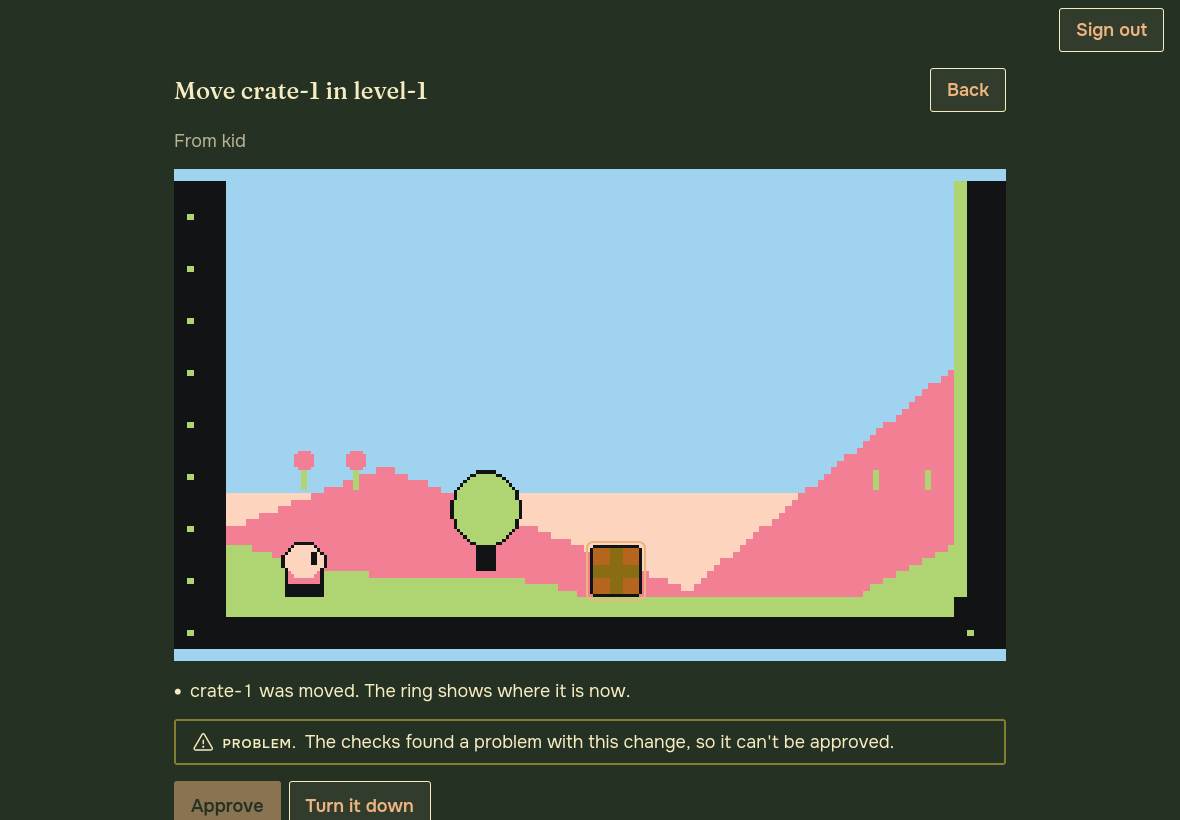 Sign out
Move crate-1 in level-1
Back
From kid
• crate-1 was moved. The ring shows where it is now.
PROBLEM. The checks found a problem with this change, so it can't be approved.
Approve
Turn it down